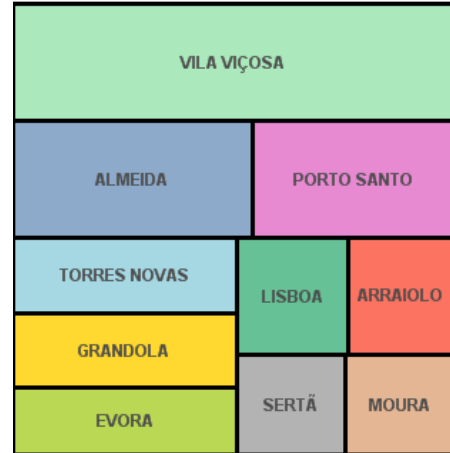 VILA VIÇOSA
ALMEIDA
PORTO SANTO
TORRES NOVAS
LISBOA
ARRAIOLO
GRANDOLA
EVORA
SERTÃ
MOURA